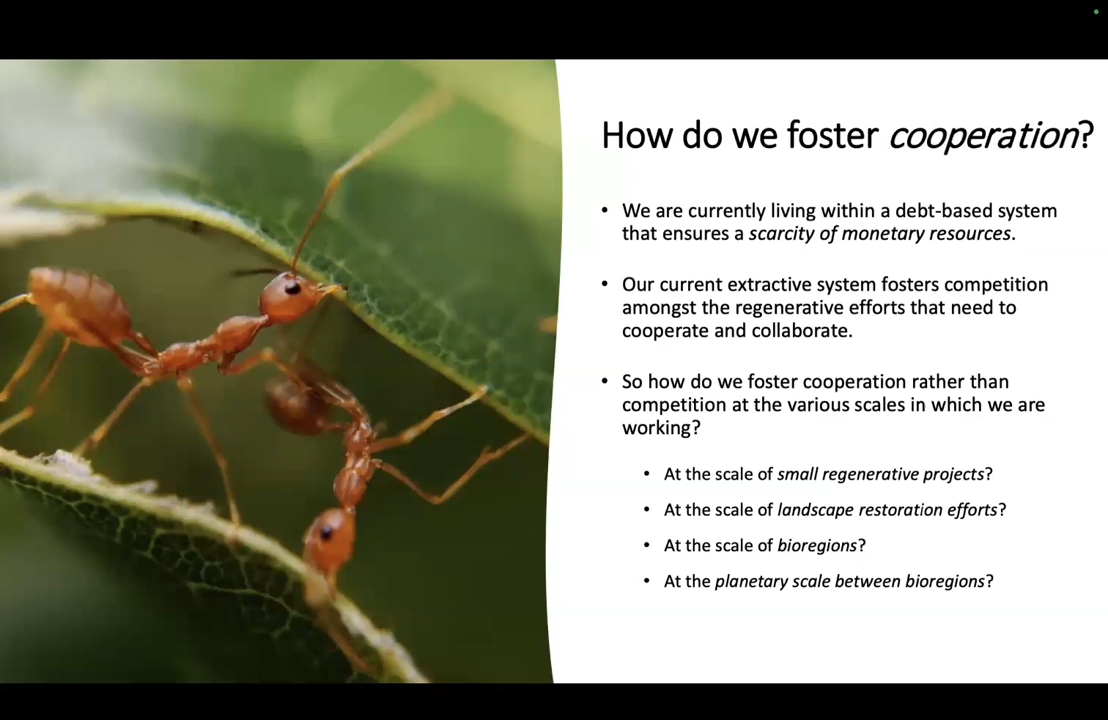 How do we foster cooperation?
• We are currently living within a debt-based system
that ensures a scarcity of monetary resources.
• Our current extractive system fosters competition
amongst the regenerative efforts that need to
cooperate and collaborate.
• So how do we foster cooperation rather than
competition at the various scales in which we are
working?
• At the scale of small regenerative projects?
• At the scale of landscape restoration efforts?
• At the scale of bioregions?
• At the planetary scale between bioregions?